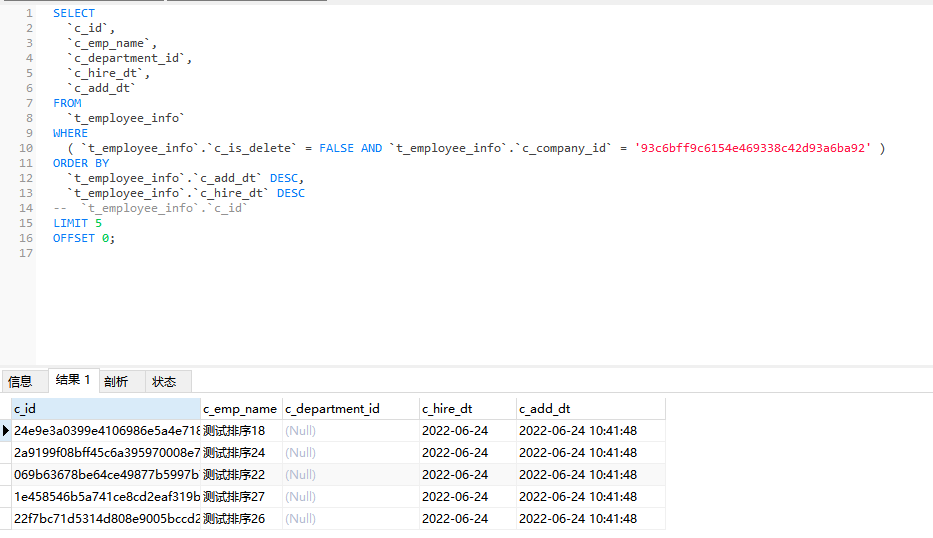 1 SELECT
2 `c_id`,
3 `c_emp_name`,
4 `c_department_id`,
5 `c_hire_dt`,
6 `c_add_dt`
7 FROM
8 `t_employee_info`
9 WHERE
10 ( `t_employee_info`.`c_is_delete` = FALSE AND `t_employee_info`.`c_company_id` = '93c6bff9c6154e469338c42d93a6ba92' )
11 ORDER BY
12 `t_employee_info`.`c_add_dt` DESC,
13 `t_employee_info`.`c_hire_dt` DESC
14 -- `t_employee_info`.`c_id`
15 LIMIT 5
16 OFFSET 0;
17
信息 结果 1 剖析 状态
c_id c_emp_name c_department_id c_hire_dt c_add_dt
24e9e3a0399e4106986e5a4e718 测试排序18 (Null) 2022-06-24 2022-06-24 10:41:48
2a9199f08bff45c6a395970008e7 测试排序24 (Null) 2022-06-24 2022-06-24 10:41:48
069b63678be64ce49877b5997b 测试排序22 (Null) 2022-06-24 2022-06-24 10:41:48
1e458546b5a741ce8cd2eaf319b 测试排序27 (Null) 2022-06-24 2022-06-24 10:41:48
22f7bc71d5314d808e9005bccd2 测试排序26 (Null) 2022-06-24 2022-06-24 10:41:48